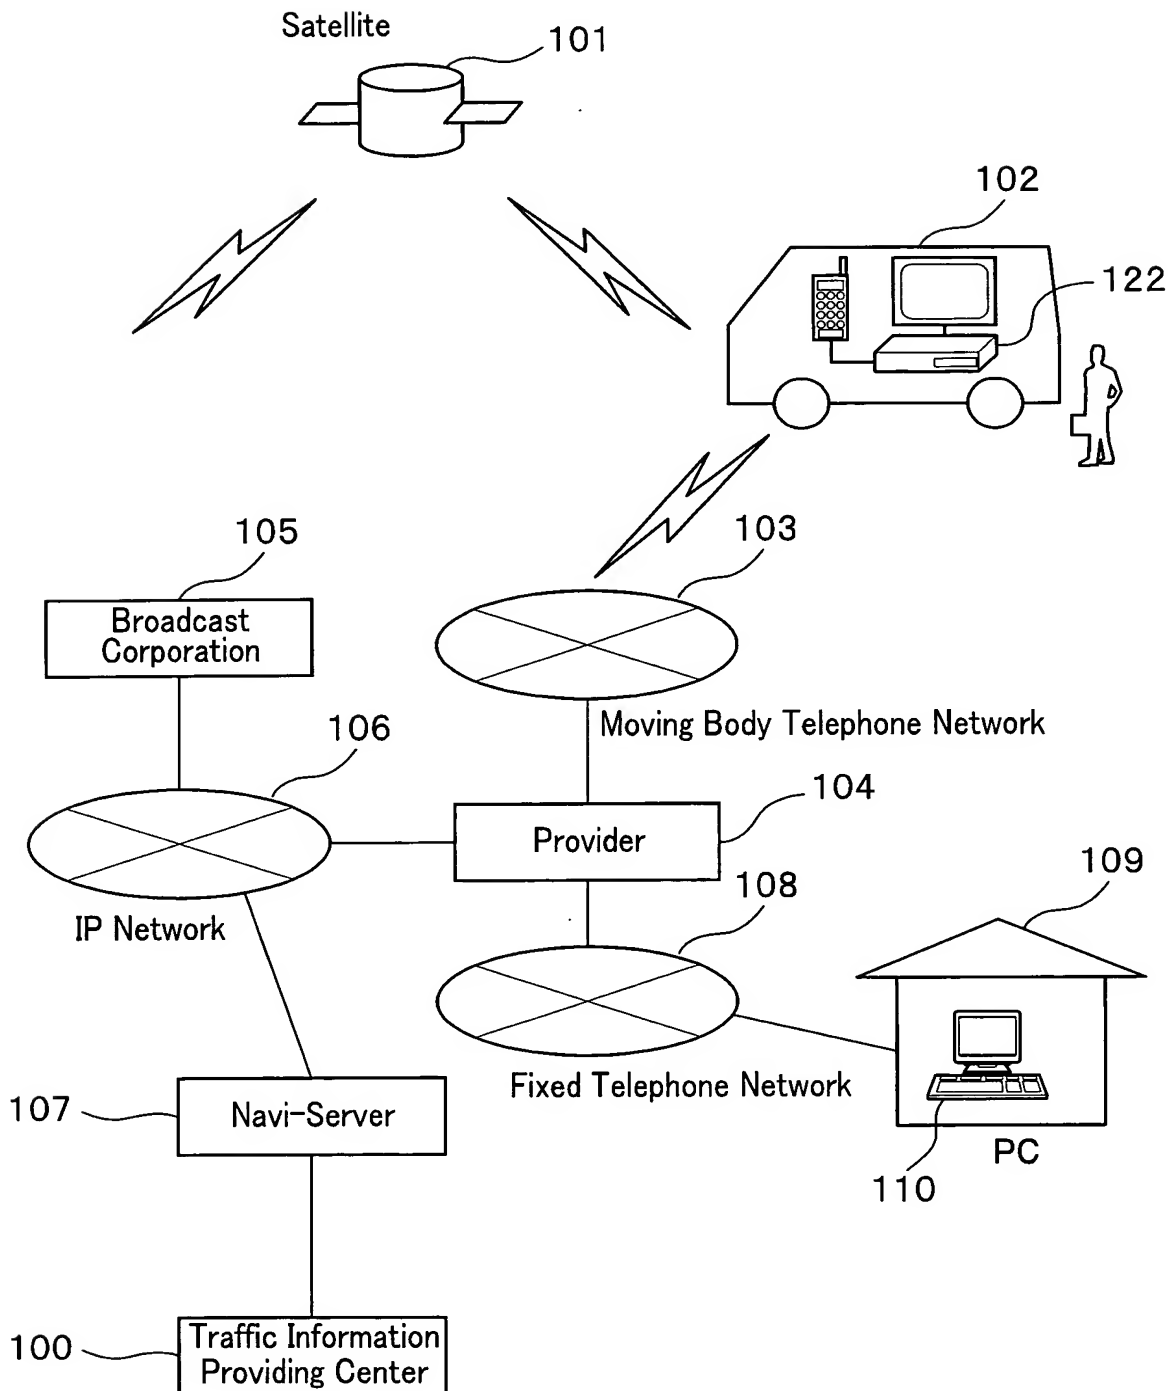 Satellite
101
102
122
103
105
Broadcast
Corporation
Moving Body Telephone Network
106
104
Provider
IP Network
108
109
Fixed Telephone Network
107
Navi-Server
PC
110
100
Traffic Information
Providing Center